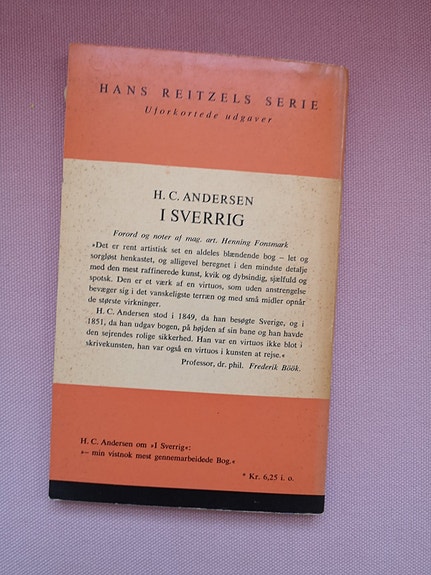 HANS REITZELS SERIE
Uforkortede udgaver
H. C. ANDERSEN
I SVERRIG
Forord og noter af mag. art. Henning Fonsmark
»Det er rent artistisk set en aldeles blændende bog – let og
sorgløst henkastet, og alligevel beregnet i den mindste detalje
med den mest raffinerede kunst, kvik og dybsindig, sjælfuld og
spotsk. Den er et værk af en virtuos, som uden anstrengelse
bevæger sig i det vanskeligste terræn og med små midler opnår
de største virkninger.
H. C. Andersen stod i 1849, da han besøgte Sverige, og i
1851, da han udgav bogen, på højden af sin bane og han havde
den sejrendes rolige sikkerhed. Han var en virtuos ikke blot i
skrivekunsten, han var også en virtuos i kunsten at rejse.«
Professor, dr. phil. Frederik Böök.
H. C. Andersen om »I Sverrig«:
»– min vistnok mest gennemarbeidede Bog.«
* Kr. 6,25 i. o.